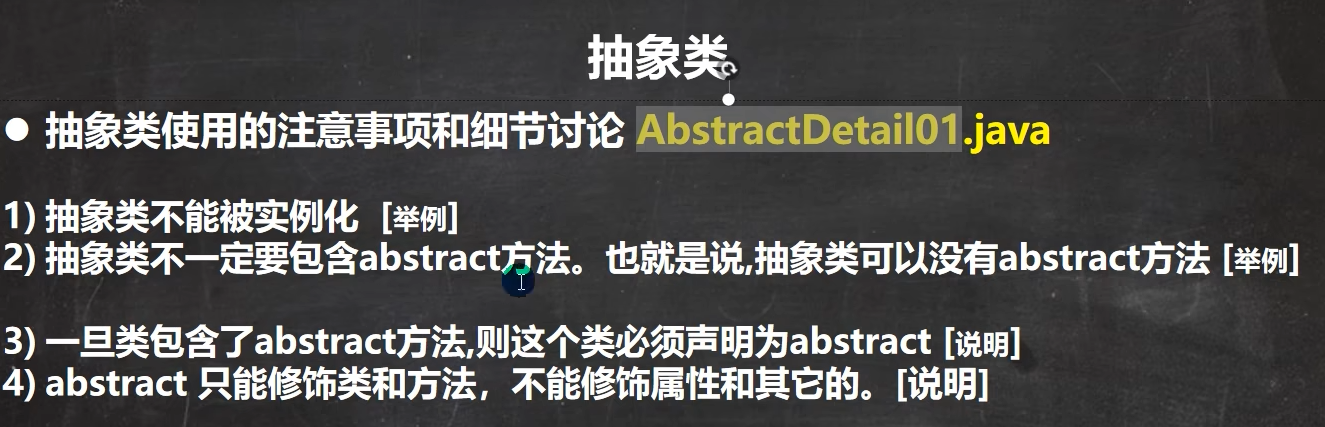 抽象类
● 抽象类使用的注意事项和细节讨论 AbstractDetail01.java
1) 抽象类不能被实例化 [举例]
2) 抽象类不一定要包含abstract方法。也就是说,抽象类可以没有abstract方法 [举例]
3) 一旦类包含了abstract方法,则这个类必须声明为abstract [说明]
4) abstract 只能修饰类和方法，不能修饰属性和其它的。[说明]